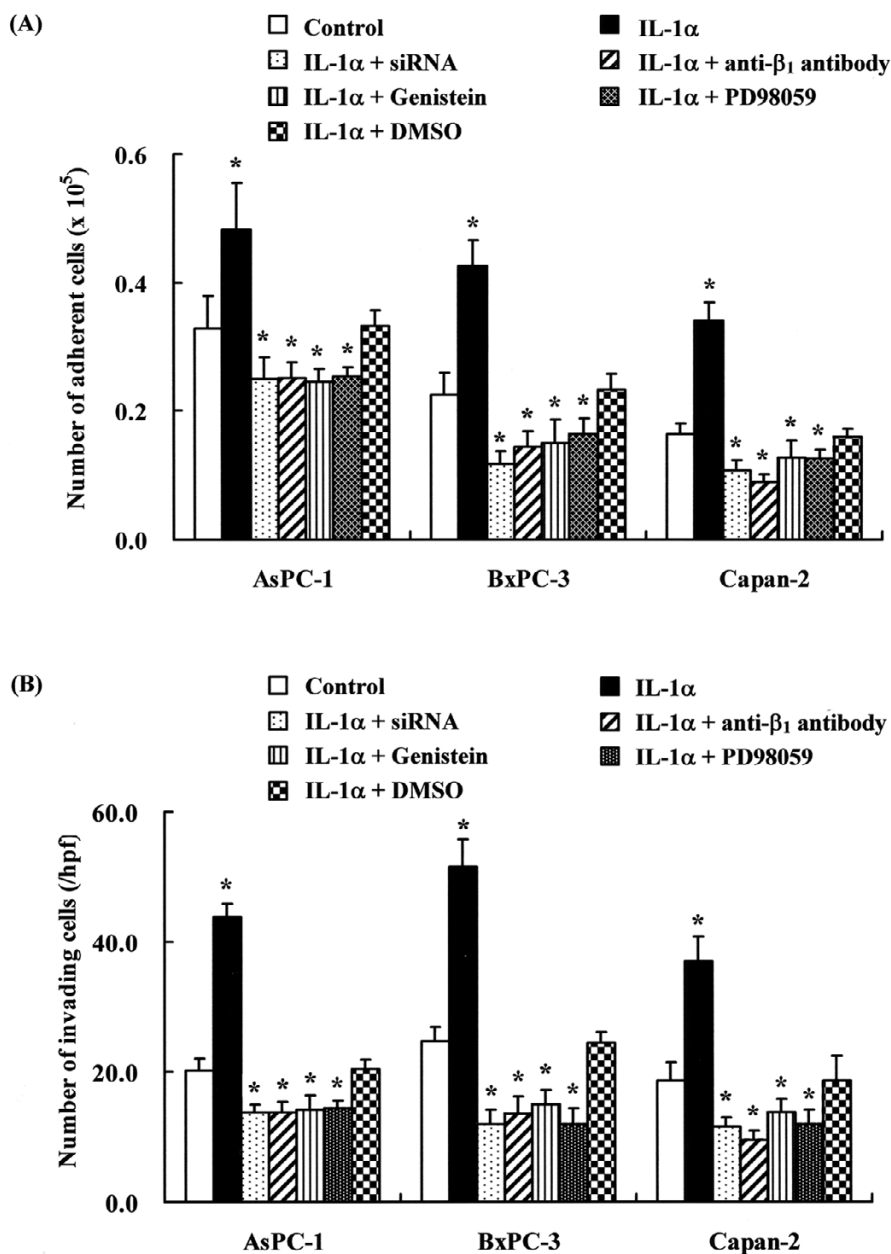 (A)
Control
IL-1α
IL-1α + siRNA
IL-1α + anti-β₁ antibody
IL-1α + Genistein
IL-1α + PD98059
IL-1α + DMSO
Number of adherent cells (x 10⁵)
0.6
0.4
0.2
0.0
* * * * * *
* * * * *
* * * * *
AsPC-1
BxPC-3
Capan-2
(B)
Control
IL-1α
IL-1α + siRNA
IL-1α + anti-β₁ antibody
IL-1α + Genistein
IL-1α + PD98059
IL-1α + DMSO
Number of invading cells (/hpf)
60.0
40.0
20.0
0.0
* * * * *
* * * * *
* * * * *
AsPC-1
BxPC-3
Capan-2